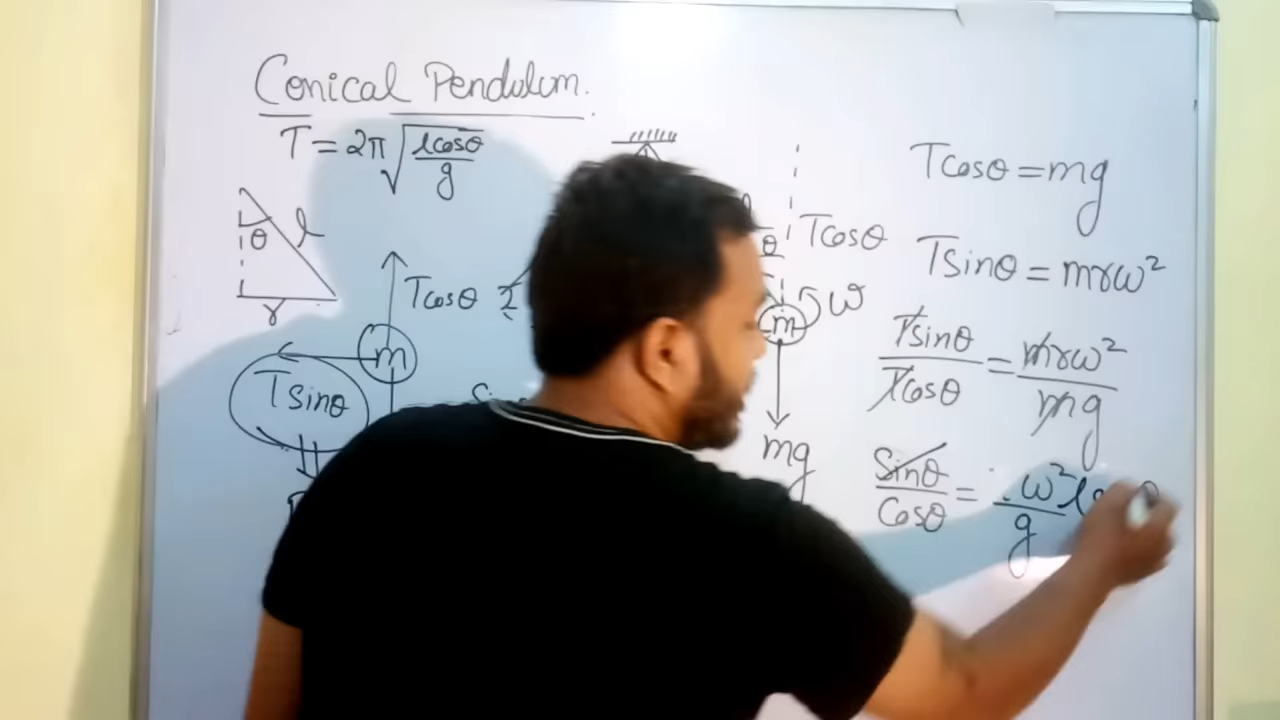 Conical Pendulum.
T = 2π√(lcosθ/g)
θ l
r
Tcosθ
m
Tsinθ
θ Tcosθ
m ω
mg
Tcosθ = mg
Tsinθ = mrω²
Tsinθ/Tcosθ = mrω²/mg
Sinθ/Cosθ = ω²l/g